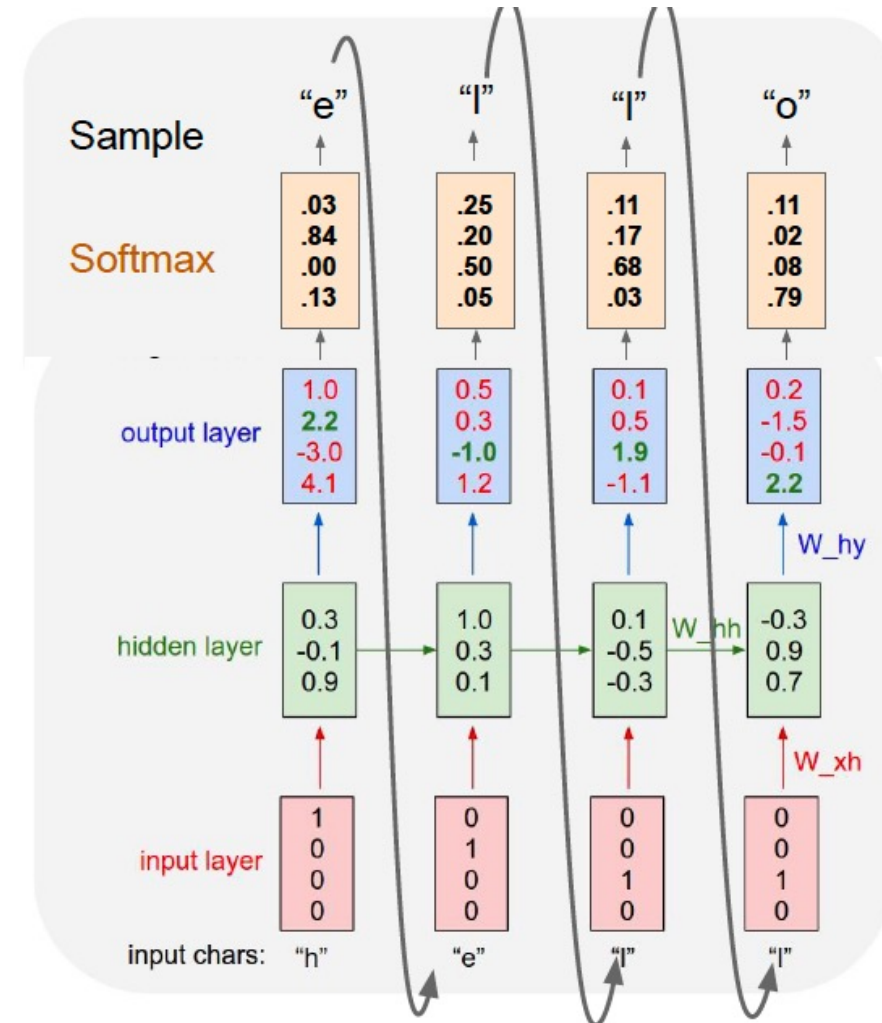 “e” “l” “l” “o”
Sample
.03 .25 .11 .11
.84 .20 .17 .02
.00 .50 .68 .08
.13 .05 .03 .79
Softmax
1.0 0.5 0.1 0.2
2.2 0.3 0.5 -1.5
-3.0 -1.0 1.9 -0.1
4.1 1.2 -1.1 2.2
output layer
W_hy
0.3 1.0 0.1 -0.3
-0.1 0.3 -0.5 0.9
0.9 0.1 -0.3 0.7
hidden layer
W_hh
W_xh
1 0 0 0
0 1 0 0
0 0 1 1
0 0 0 0
input layer
input chars: “h” “e” “l” “l”